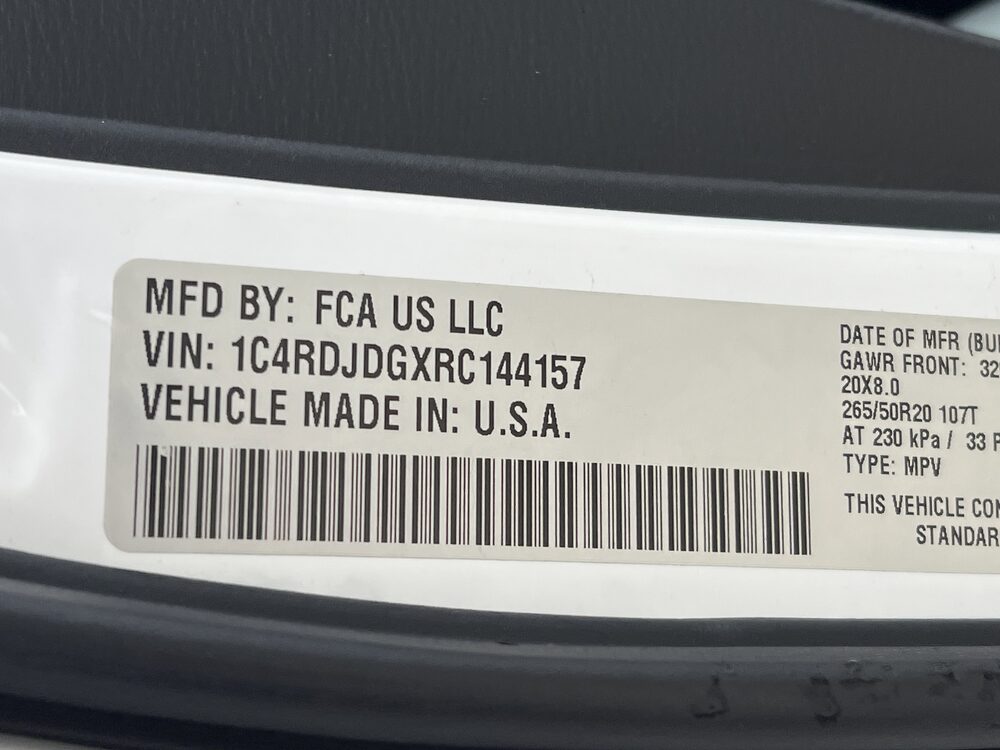 MFD BY: FCA US LLC
VIN: 1C4RDJDGXRC144157
VEHICLE MADE IN: U.S.A.
DATE OF MFR
GAWR FRONT:
20X8.0
265/50R20 107T
AT 230 kPa / 33
TYPE: MPV
THIS VEHICLE